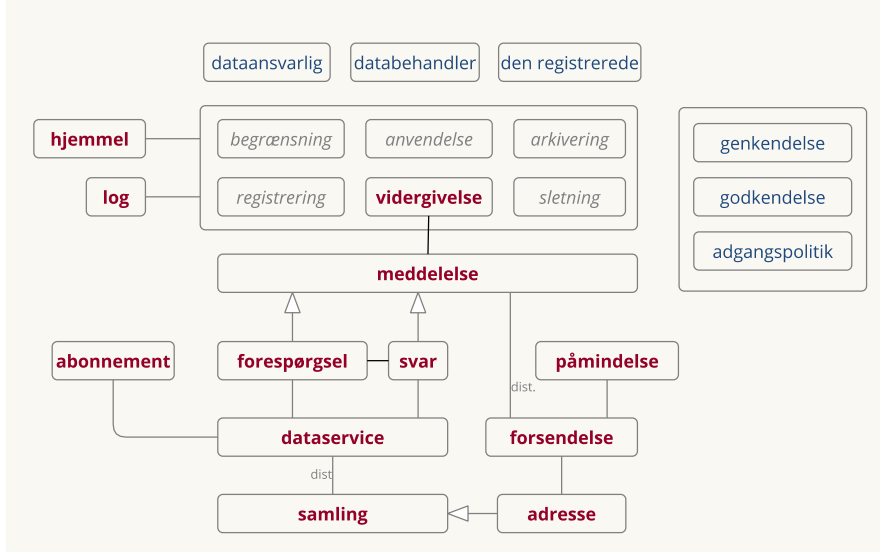 dataansvarlig
databehandler
den registrerede
hjemmel
begrænsning
anvendelse
arkivering
genkendelse
log
registrering
vidergivelse
sletning
godkendelse
adgangspolitik
meddelelse
abonnement
forespørgsel
svar
påmindelse
dist.
dataservice
forsendelse
dist
samling
adresse